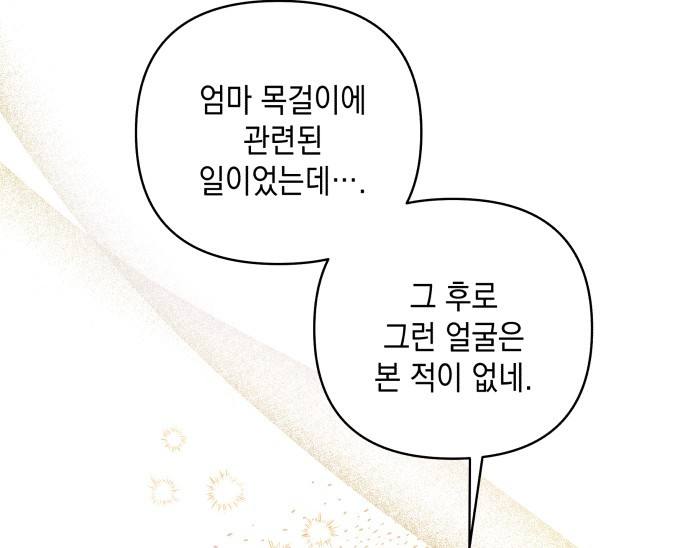 엄마 목걸이에
관련된
일이었는데….
그 후로
그런 얼굴은
본 적이 없네.